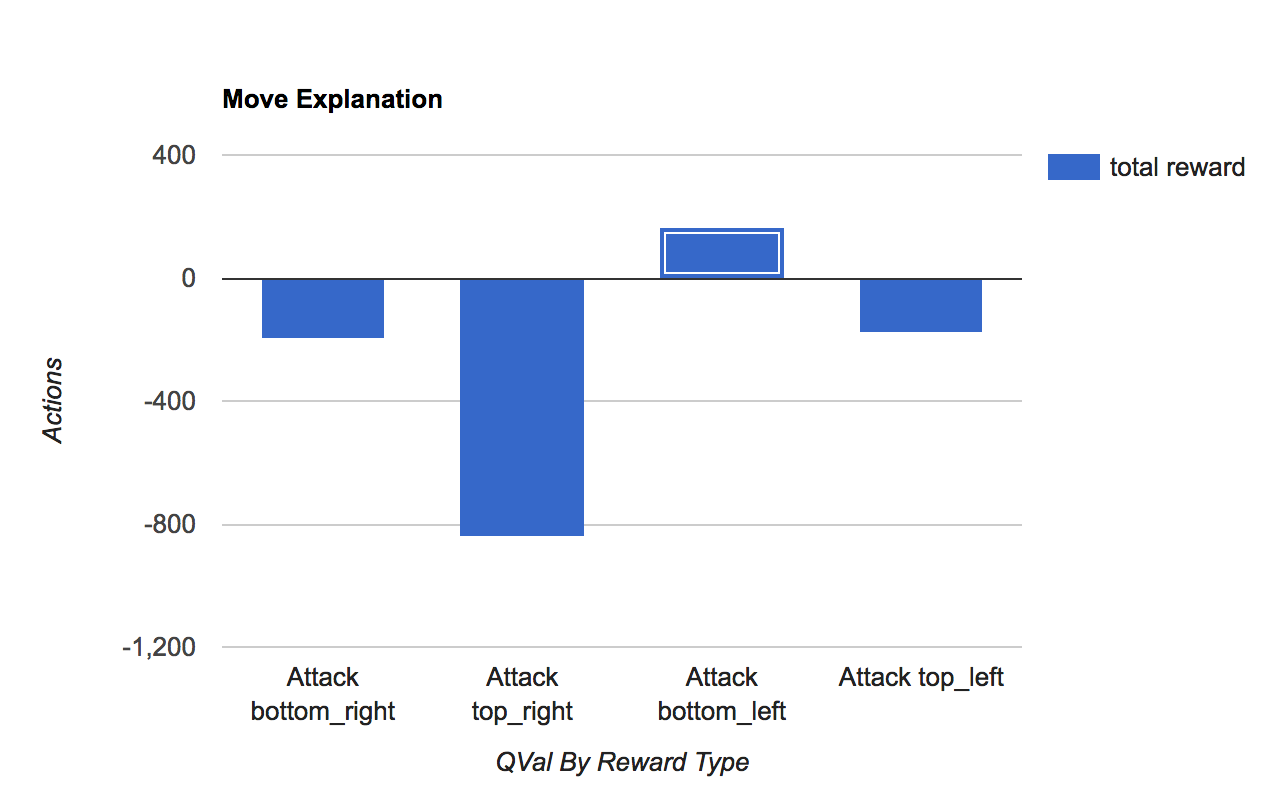 Move Explanation
400
total reward
0
-400
-800
-1,200
Actions
Attack
bottom_right
Attack
top_right
Attack
bottom_left
Attack top_left
QVal By Reward Type